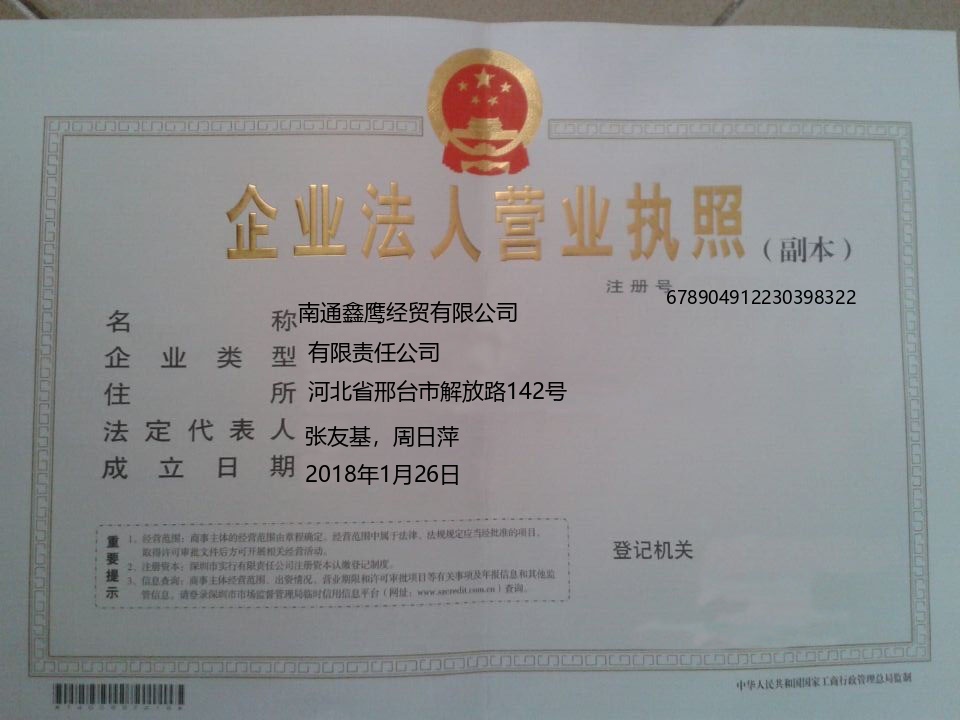 企业法人营业执照
（副本）
注册号 678904912230398322
名称 南通鑫鹰经贸有限公司
企业类型 有限责任公司
住所 河北省邢台市解放路142号
法定代表人 张友基，周日萍
成立日期 2018年1月26日
重要提示
1、经营范围：商事主体的经营范围由章程确定。经营范围中属于法律、法规规定应当经批准的项目，
取得许可审批文件后方可开展相关经营活动。
2、注册资本：深圳市实行有限责任公司注册资本认缴登记制度。
3、信息查询：商事主体经营范围、出资情况、营业期限和许可审批项目等有关事项及年报信息和其他监
管信息，请登录深圳市市场监督管理局临时信用信息平台（网址：www.szcredit.com.cn）查询。
登记机关
中华人民共和国国家工商行政管理总局监制